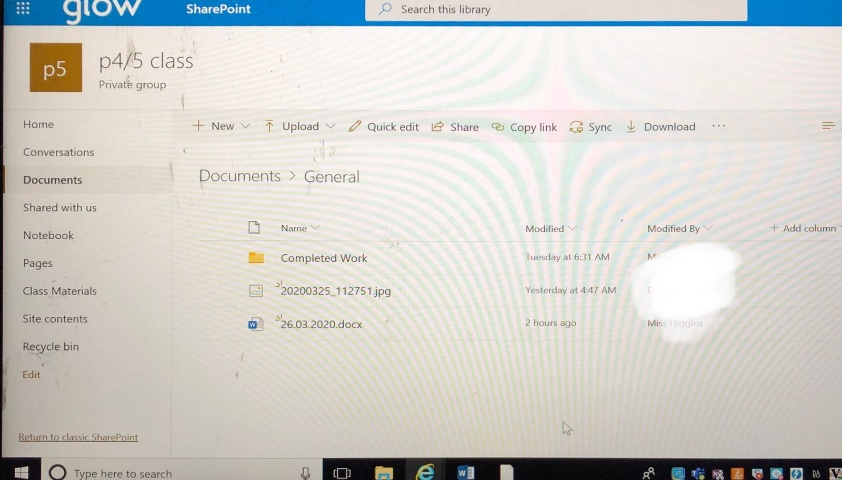 glow SharePoint Search this library
p5 p4/5 class
Private group
Home
Conversations
Documents
Shared with us
Notebook
Pages
Class Materials
Site contents
Recycle bin
Edit
Return to classic SharePoint
New Upload Quick edit Share Copy link Sync Download ...
Documents > General
Name Modified Modified By + Add column
Completed Work Tuesday at 6:31 AM
20200325_112751.jpg Yesterday at 4:47 AM
26.03.2020.docx 2 hours ago Miss Higgins
Type here to search